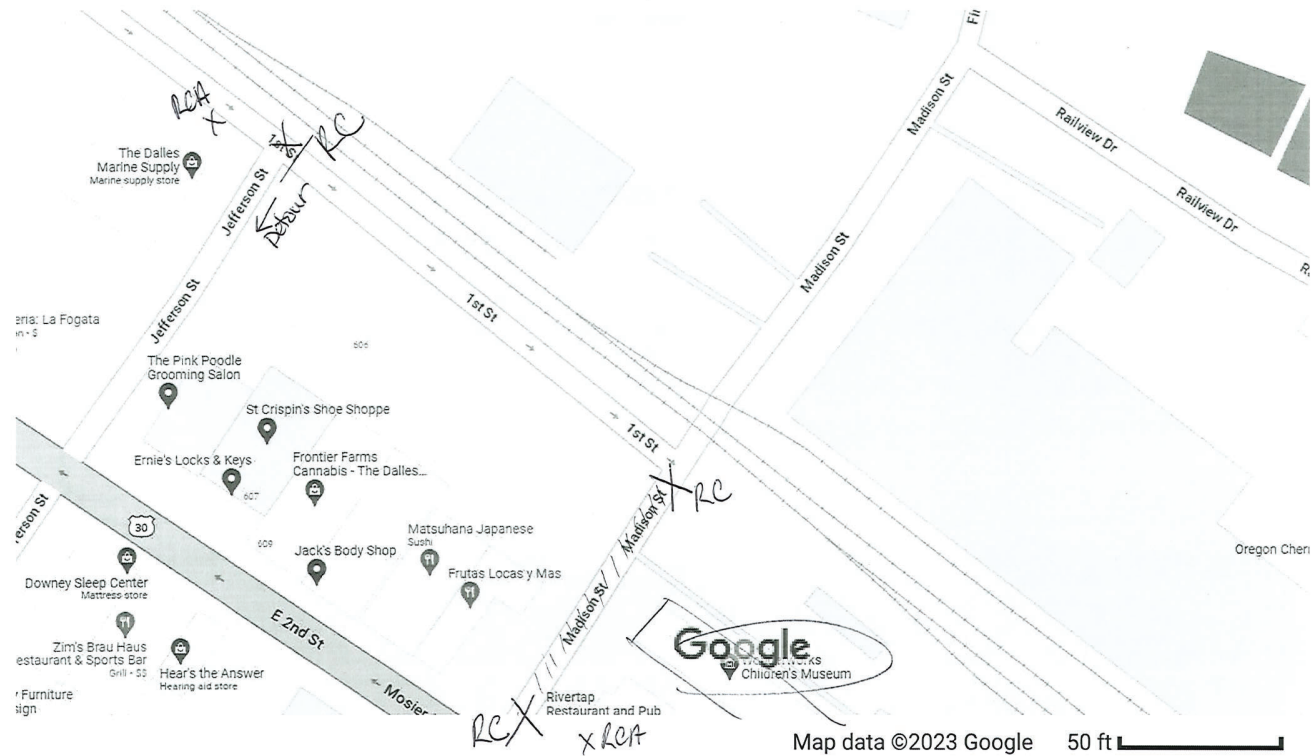 Fir
Madison St
Railview Dr
Railview Dr
RCA
X
1st St
X
RC
The Dalles
Marine Supply
Marine supply store
Jefferson St
← Detour
Madison St
Jefferson St
1st St
606
The Pink Poodle
Grooming Salon
St Crispin's Shoe Shoppe
1st St
Ernie's Locks & Keys
607
Frontier Farms
Cannabis - The Dalles...
X RC
Madison St
30
609
Jack's Body Shop
Matsuhana Japanese
Sushi
Frutas Locas y Mas
Oregon Cher
Downey Sleep Center
Mattress store
E 2nd St
Madison St
Zim's Brau Haus
estaurant & Sports Bar
Grill - $$
Hear's the Answer
Hearing aid store
Google
Children's Museum
Furniture
sign
Mosier
Rivertap
Restaurant and Pub
RC X
X RCA
Map data ©2023 Google 50 ft